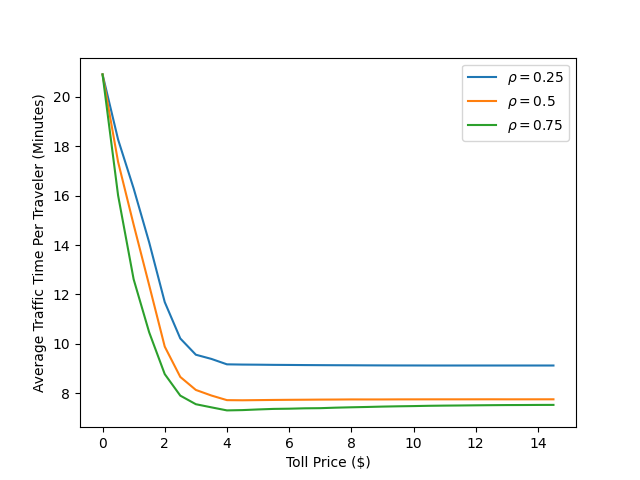 ρ = 0.25
ρ = 0.5
ρ = 0.75
Average Traffic Time Per Traveler (Minutes)
20
18
16
14
12
10
8
0 2 4 6 8 10 12 14
Toll Price ($)